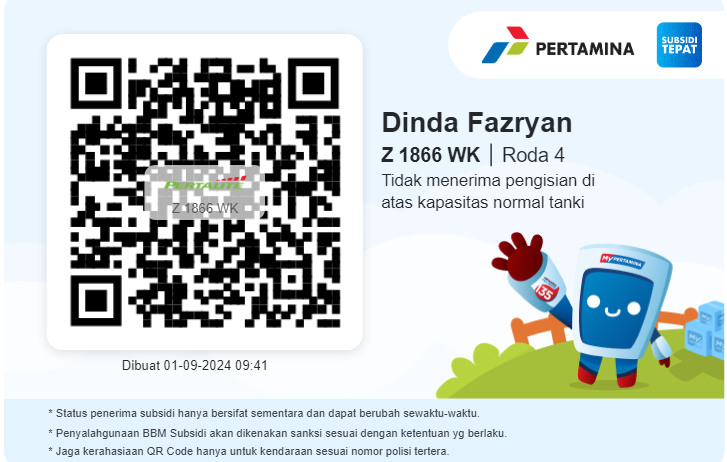 PERTAMINA
SUBSIDI
TEPAT
Dinda Fazryan
Z 1866 WK | Roda 4
Tidak menerima pengisian di
atas kapasitas normal tanki
PERTALITE
Z 1866 WK
MYPERTAMINA
35
MY
MY
Dibuat 01-09-2024 09:41
* Status penerima subsidi hanya bersifat sementara dan dapat berubah sewaktu-waktu.
* Penyalahgunaan BBM Subsidi akan dikenakan sanksi sesuai dengan ketentuan yg berlaku.
* Jaga kerahasiaan QR Code hanya untuk kendaraan sesuai nomor polisi tertera.